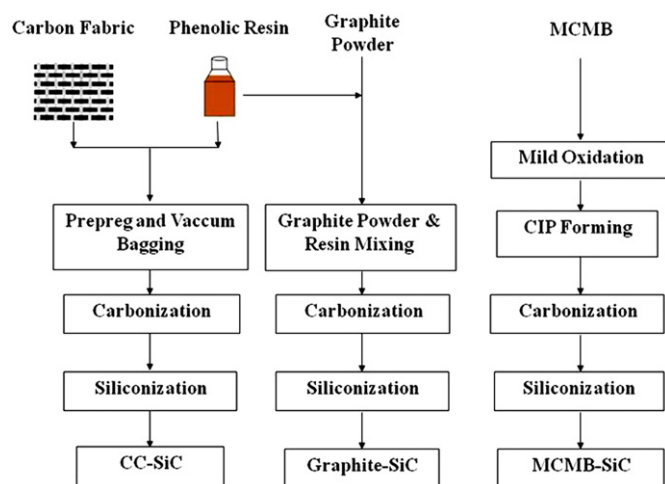 Carbon Fabric
Phenolic Resin
Graphite
Powder
MCMB
Mild Oxidation
Prepreg and Vaccum
Bagging
Graphite Powder &
Resin Mixing
CIP Forming
Carbonization
Carbonization
Carbonization
Siliconization
Siliconization
Siliconization
CC-SiC
Graphite-SiC
MCMB-SiC